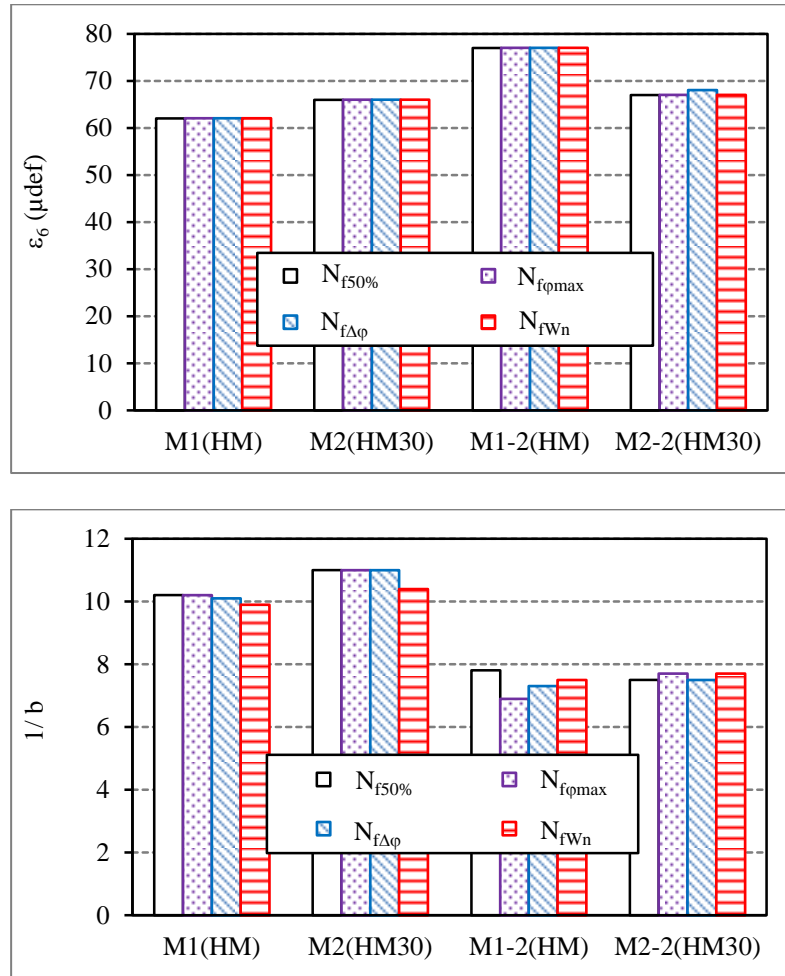 80
70
60
50
40
30
20
10
0
ε6 (μdef)
Nf50%
Nfφmax
NfΔφ
NfWn
M1(HM) M2(HM30) M1-2(HM) M2-2(HM30)
12
10
8
6
4
2
0
1/ b
Nf50%
Nfφmax
NfΔφ
NfWn
M1(HM) M2(HM30) M1-2(HM) M2-2(HM30)